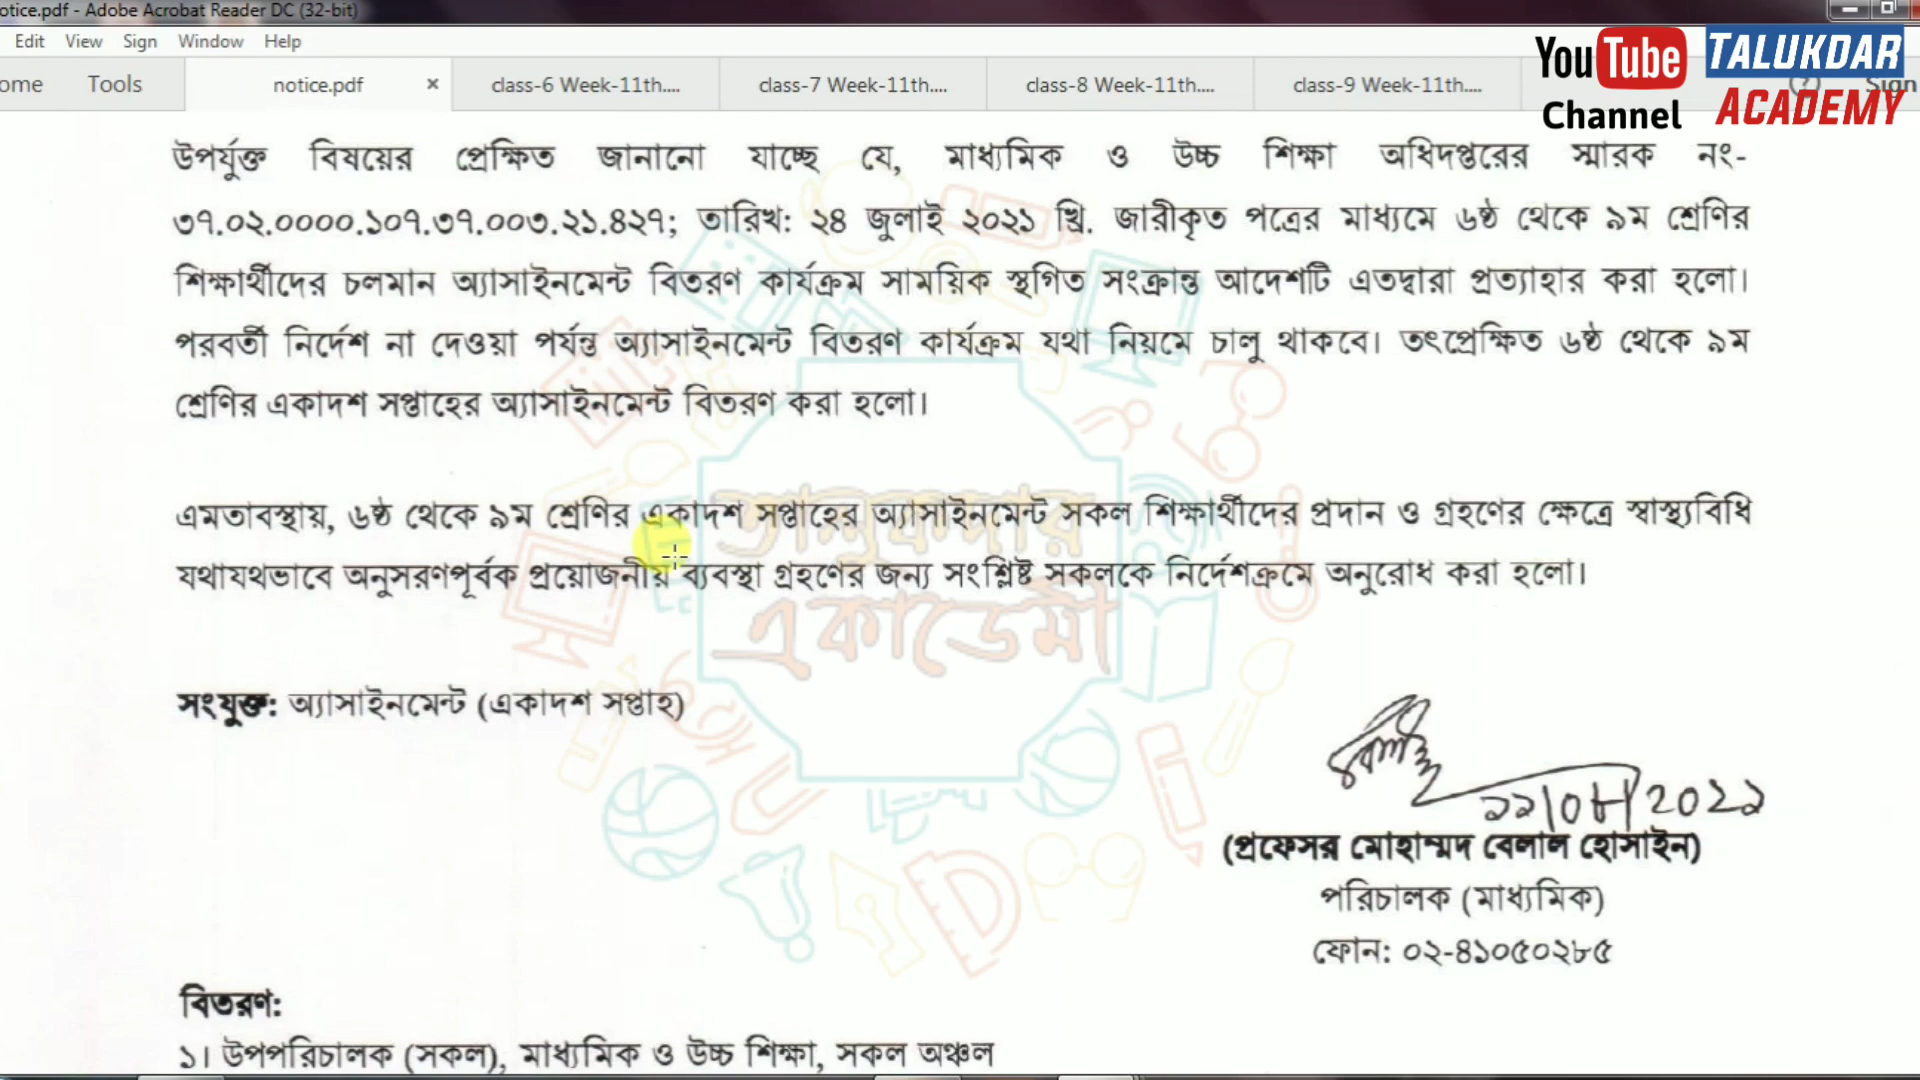 otice.pdf - Adobe Acrobat Reader DC (32-bit)
Edit View Sign Window Help
ome Tools notice.pdf × class-6 Week-11th.... class-7 Week-11th.... class-8 Week-11th.... class-9 Week-11th.... Sign
YouTube Channel
TALUKDAR ACADEMY
উপর্যুক্ত বিষয়ের প্রেক্ষিত জানানো যাচ্ছে যে, মাধ্যমিক ও উচ্চ শিক্ষা অধিদপ্তরের স্মারক নং-
৩৭.০২.০০০০.১০৭.৩৭.০০৩.২১.৪২৭; তারিখ: ২৪ জুলাই ২০২১ খ্রি. জারীকৃত পত্রের মাধ্যমে ৬ষ্ঠ থেকে ৯ম শ্রেণির
শিক্ষার্থীদের চলমান অ্যাসাইনমেন্ট বিতরণ কার্যক্রম সাময়িক স্থগিত সংক্রান্ত আদেশটি এতদ্বারা প্রত্যাহার করা হলো।
পরবর্তী নির্দেশ না দেওয়া পর্যন্ত অ্যাসাইনমেন্ট বিতরণ কার্যক্রম যথা নিয়মে চালু থাকবে। তৎপ্রেক্ষিত ৬ষ্ঠ থেকে ৯ম
শ্রেণির একাদশ সপ্তাহের অ্যাসাইনমেন্ট বিতরণ করা হলো।
এমতাবস্থায়, ৬ষ্ঠ থেকে ৯ম শ্রেণির একাদশ সপ্তাহের অ্যাসাইনমেন্ট সকল শিক্ষার্থীদের প্রদান ও গ্রহণের ক্ষেত্রে স্বাস্থ্যবিধি
যথাযথভাবে অনুসরণপূর্বক প্রয়োজনীয় ব্যবস্থা গ্রহণের জন্য সংশ্লিষ্ট সকলকে নির্দেশক্রমে অনুরোধ করা হলো।
তালুকদার
একাডেমী
সংযুক্ত: অ্যাসাইনমেন্ট (একাদশ সপ্তাহ)
(প্রফেসর মোহাম্মদ বেলাল হোসাইন)
পরিচালক (মাধ্যমিক)
ফোন: ০২-৪১০৫০২৮৫
বিতরণ:
১। উপপরিচালক (সকল), মাধ্যমিক ও উচ্চ শিক্ষা, সকল অঞ্চল